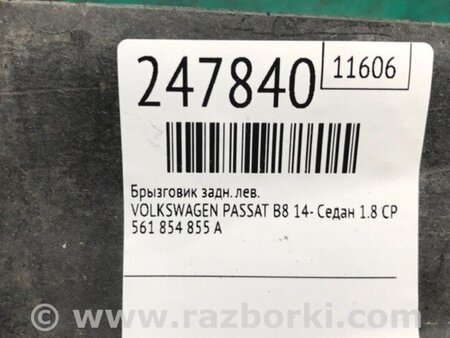 247840
11606
Брызговик задн.лев.
VOLKSWAGEN PASSAT B8 14- Седан 1.8 CP
561 854 855 A
© www.razborki.com